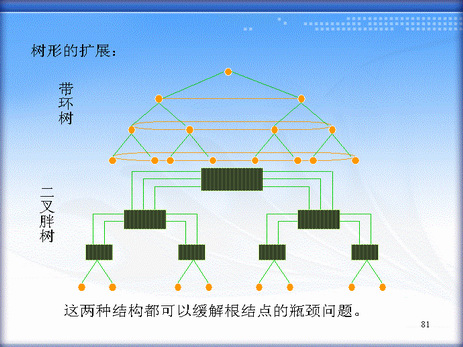 树形的扩展：
带环树
二叉胖树
这两种结构都可以缓解根结点的瓶颈问题。
81